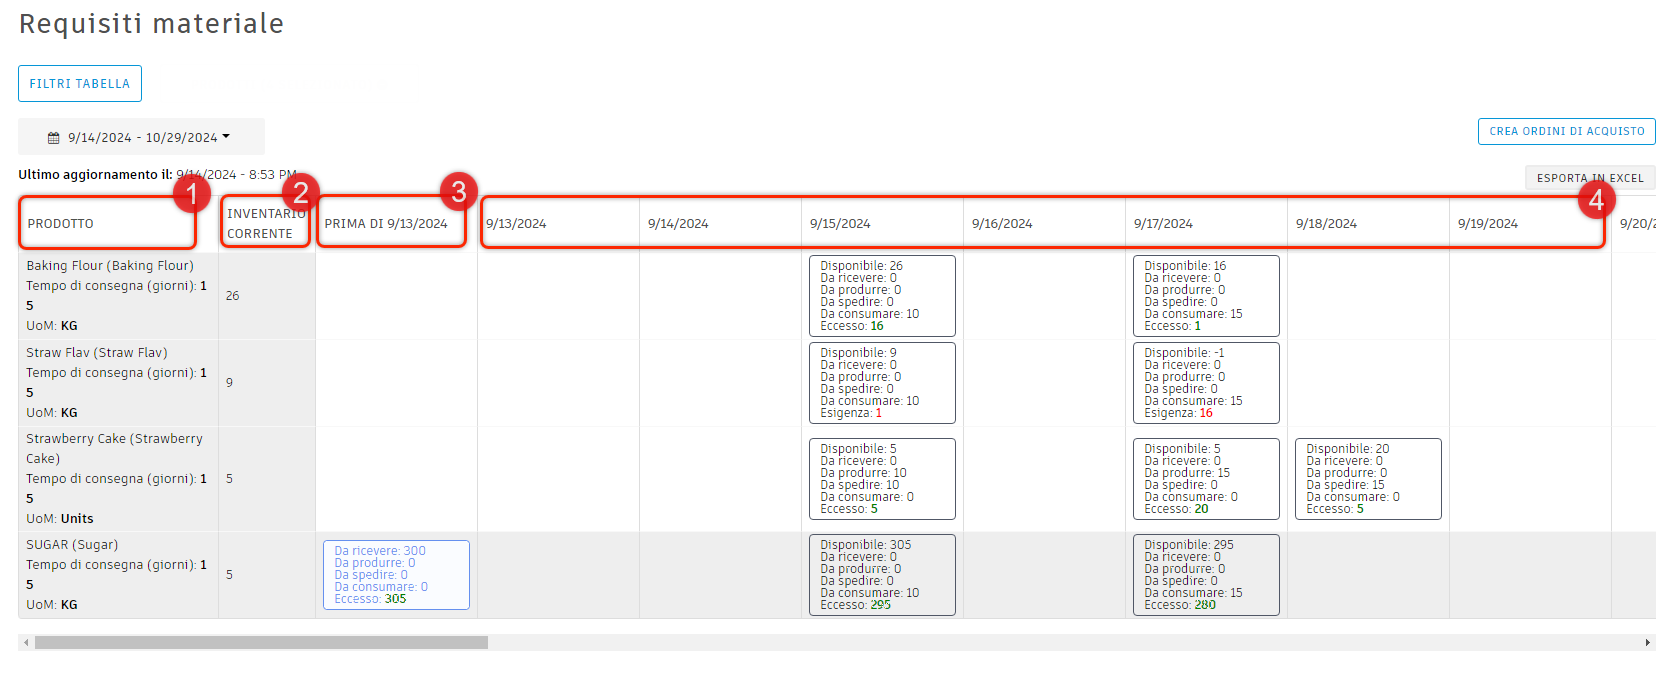 Requisiti materiale
FILTRI TABELLA
9/14/2024 - 10/29/2024
CREA ORDINI DI ACQUISTO
Ultimo aggiornamento il: 9/14/2024 - 8:53 PM
ESPORTA IN EXCEL
1
2
3
4
PRODOTTO
INVENTARIO
CORRENTE
PRIMA DI 9/13/2024
9/13/2024
9/14/2024
9/15/2024
9/16/2024
9/17/2024
9/18/2024
9/19/2024
9/20/2
Baking Flour (Baking Flour)
Tempo di consegna (giorni): 1
5
UoM: KG
26
Disponibile: 26
Da ricevere: 0
Da produrre: 0
Da spedire: 0
Da consumare: 10
Eccesso: 16
Disponibile: 16
Da ricevere: 0
Da produrre: 0
Da spedire: 0
Da consumare: 15
Eccesso: 1
Straw Flav (Straw Flav)
Tempo di consegna (giorni): 1
5
UoM: KG
9
Disponibile: 9
Da ricevere: 0
Da produrre: 0
Da spedire: 0
Da consumare: 10
Esigenza: 1
Disponibile: -1
Da ricevere: 0
Da produrre: 0
Da spedire: 0
Da consumare: 15
Esigenza: 16
Strawberry Cake (Strawberry
Cake)
Tempo di consegna (giorni): 1
5
UoM: Units
5
Disponibile: 5
Da ricevere: 0
Da produrre: 10
Da spedire: 10
Da consumare: 0
Eccesso: 5
Disponibile: 5
Da ricevere: 0
Da produrre: 15
Da spedire: 0
Da consumare: 0
Eccesso: 20
Disponibile: 20
Da ricevere: 0
Da produrre: 0
Da spedire: 15
Da consumare: 0
Eccesso: 5
SUGAR (Sugar)
Tempo di consegna (giorni): 1
5
UoM: KG
5
Da ricevere: 300
Da produrre: 0
Da spedire: 0
Da consumare: 0
Eccesso: 305
Disponibile: 305
Da ricevere: 0
Da produrre: 0
Da spedire: 0
Da consumare: 10
Eccesso: 295
Disponibile: 295
Da ricevere: 0
Da produrre: 0
Da spedire: 0
Da consumare: 15
Eccesso: 280